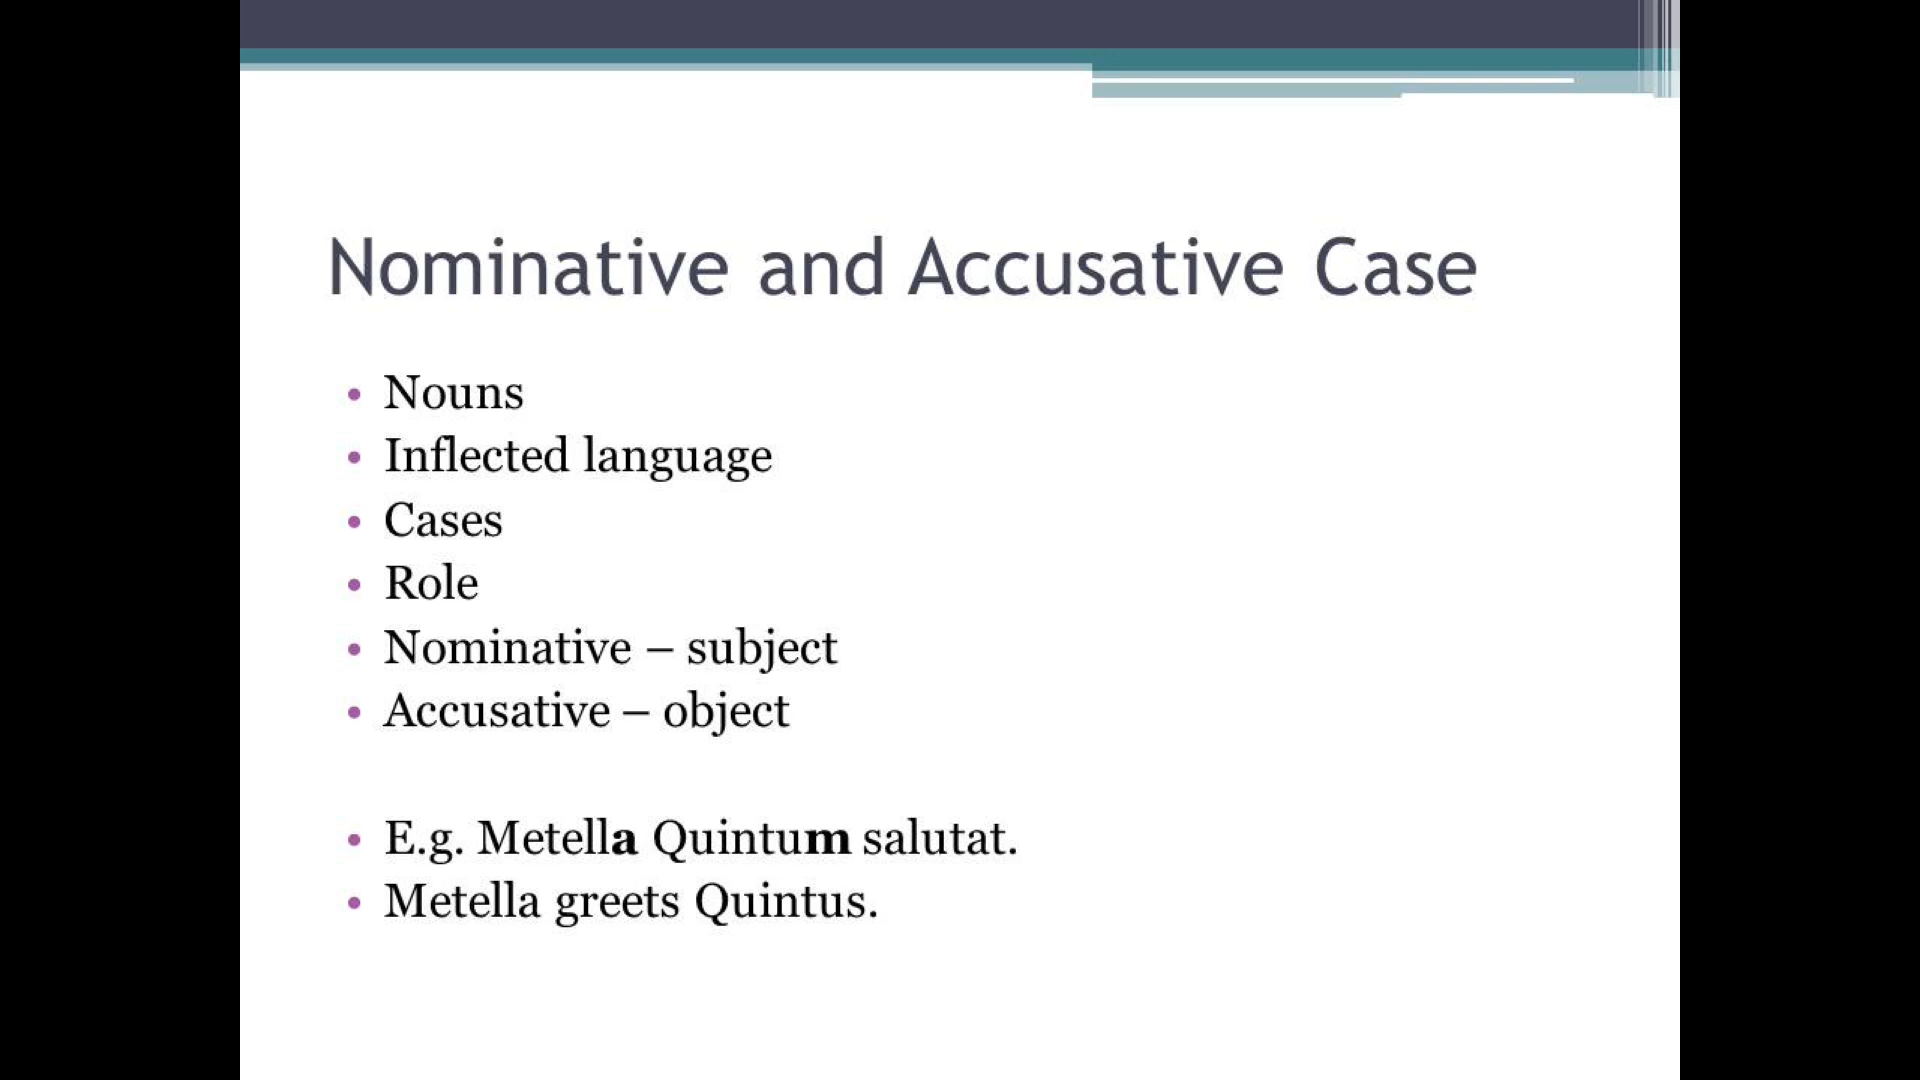 Nominative and Accusative Case
• Nouns
• Inflected language
• Cases
• Role
• Nominative – subject
• Accusative – object
• E.g. Metella Quintum salutat.
• Metella greets Quintus.